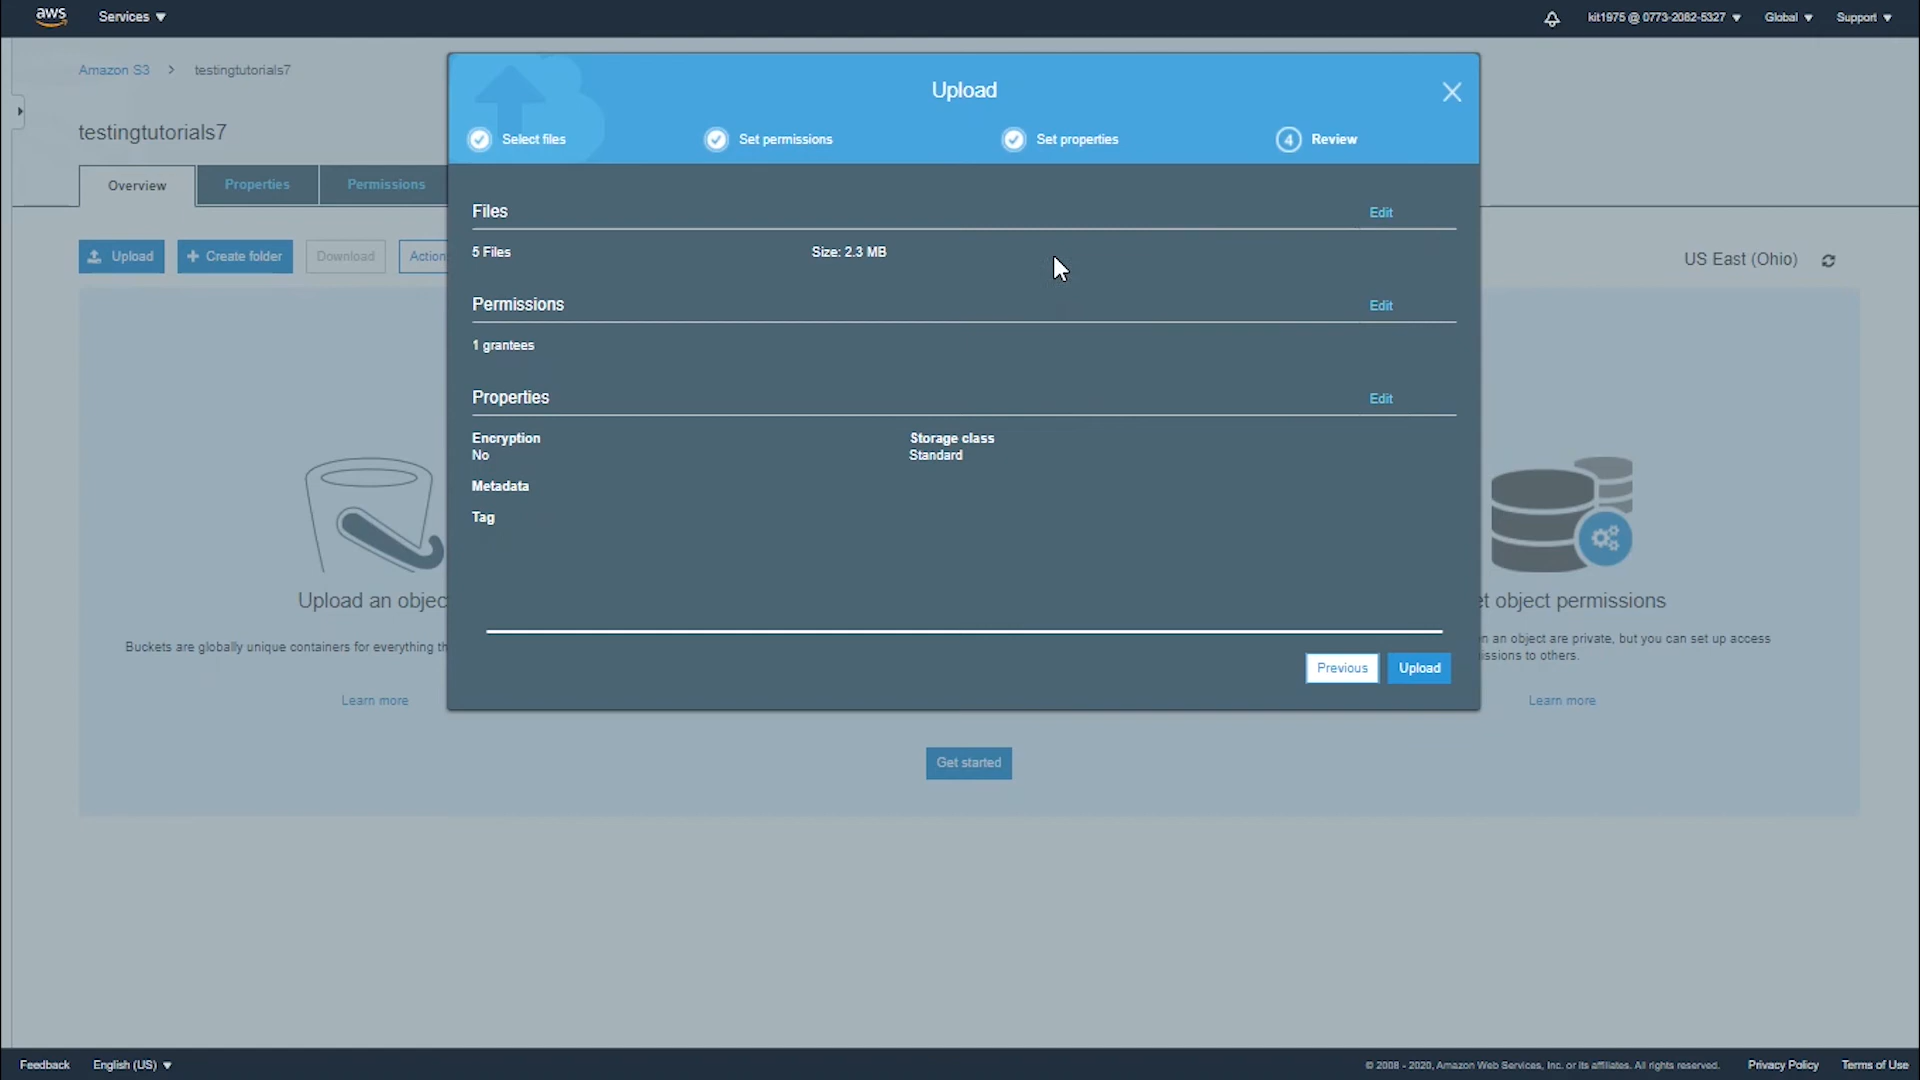 aws
Services
kit1975 @ 0773-2082-5327
Global
Support
Amazon S3 > testingtutorials7
testingtutorials7
Overview
Properties
Permissions
Upload
Create folder
Download
Action
US East (Ohio)
Upload
Select files
Set permissions
Set properties
4 Review
Files
Edit
5 Files
Size: 2.3 MB
Permissions
Edit
1 grantees
Properties
Edit
Encryption
No
Storage class
Standard
Metadata
Tag
Previous
Upload
Upload an objec
Buckets are globally unique containers for everything th
Learn more
t object permissions
n an object are private, but you can set up access
issions to others.
Learn more
Get started
Feedback
English (US)
© 2008 - 2020, Amazon Web Services, Inc. or its affiliates. All rights reserved.
Privacy Policy
Terms of Use